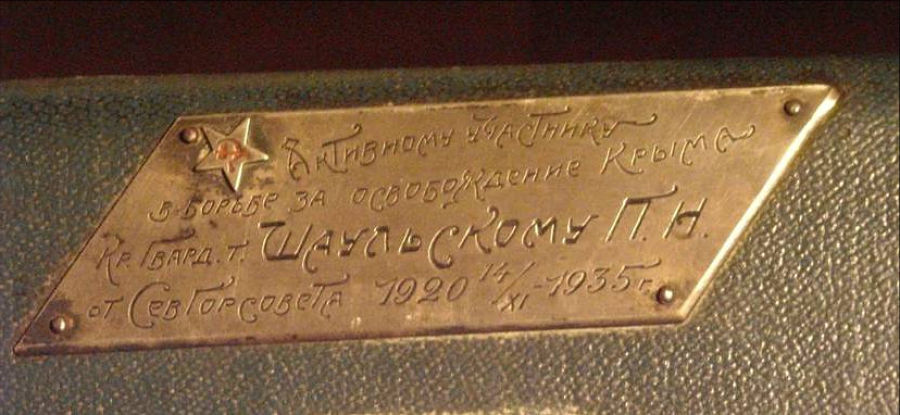 Активному участнику
в борьбе за освобождение Крыма
Кр. Гвард. т. Шаульскому П. Н.
от СевГорсовета 1920 14/XI-1935 г.